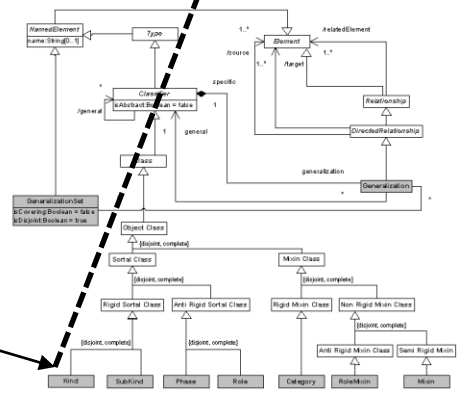 NamedElement
name:String[0..1]
Type
Element
1..*
/relatedElement
/source
1..*
/target
1..*
specific
*
Classifier
isAbstract:Boolean = false
/general
1
1
general
Relationship
DirectedRelationship
generalization
Class
*
Generalization
*
GeneralizationSet
isCovering:Boolean = false
isDisjoint:Boolean = true
Object Class
{disjoint, complete}
Sortal Class
Mixin Class
{disjoint, complete}
{disjoint, complete}
Rigid Sortal Class
Anti Rigid Sortal Class
Rigid Mixin Class
Non Rigid Mixin Class
{disjoint, complete}
{disjoint, complete}
{disjoint, complete}
Anti Rigid Mixin Class
Semi Rigid Mixin
Kind
SubKind
Phase
Role
Category
RoleMixin
Mixin